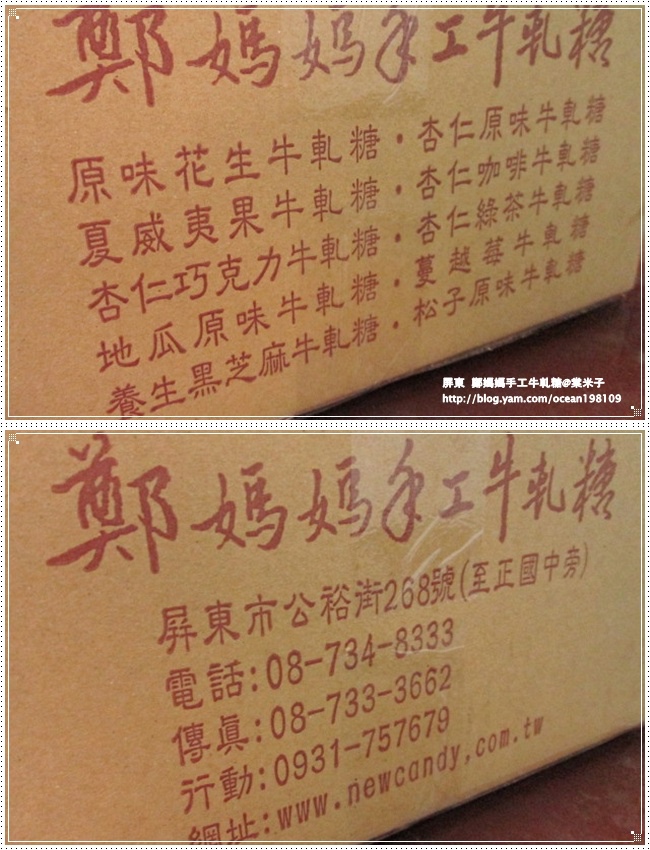 鄭媽媽手工牛軋糖
原味花生牛軋糖・杏仁原味牛軋糖
夏威夷果牛軋糖・杏仁咖啡牛軋糖
杏仁巧克力牛軋糖・杏仁綠茶牛軋糖
地瓜原味牛軋糖・蔓越莓牛軋糖
養生黑芝麻牛軋糖・松子原味牛軋糖
屏東 鄭媽媽手工牛軋糖@葉米子
http://blog.yam.com/ocean198109
鄭媽媽手工牛軋糖
屛東市公裕街268號(至正國中旁)
電話:08-734-8333
傳眞:08-733-3662
行動:0931-757679
網址:www.newcandy.com.tw